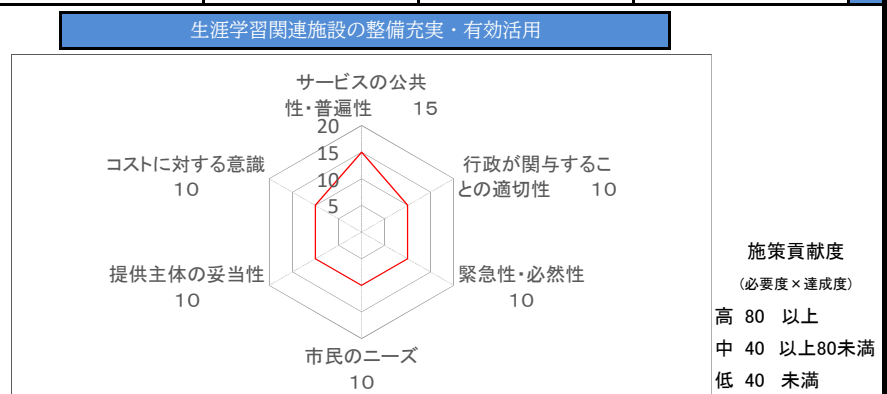 生涯学習関連施設の整備充実・有効活用
サービスの公共
性・普遍性 15
20
15
10
5
コストに対する意識
10
行政が関与するこ
との適切性 10
提供主体の妥当性
10
緊急性・必然性
10
市民のニーズ
10
施策貢献度
(必要度×達成度)
高 80 以上
中 40 以上80未満
低 40 未満